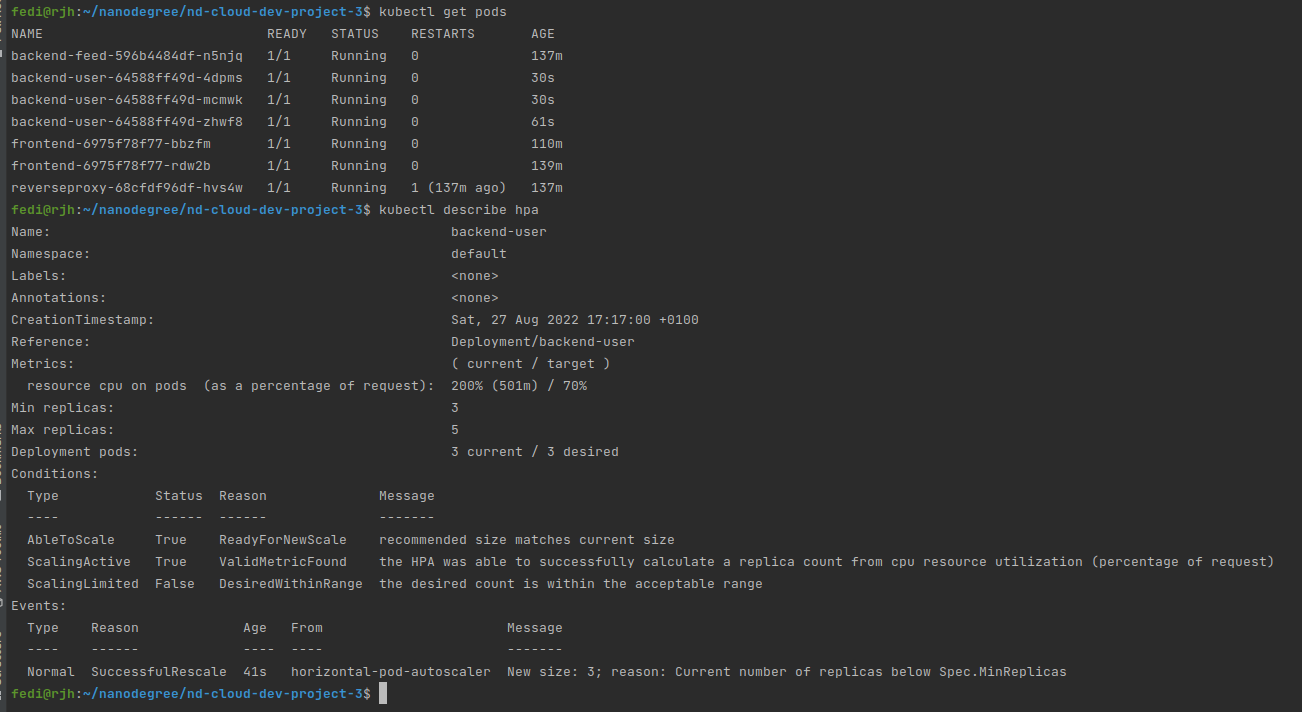 fedi@rjh:~/nanodegree/nd-cloud-dev-project-3$ kubectl get pods
NAME READY STATUS RESTARTS AGE
backend-feed-596b4484df-n5njq 1/1 Running 0 137m
backend-user-64588ff49d-4dpms 1/1 Running 0 30s
backend-user-64588ff49d-mcmwk 1/1 Running 0 30s
backend-user-64588ff49d-zhwf8 1/1 Running 0 61s
frontend-6975f78f77-bbzfm 1/1 Running 0 110m
frontend-6975f78f77-rdw2b 1/1 Running 0 139m
reverseproxy-68cfdf96df-hvs4w 1/1 Running 1 (137m ago) 137m
fedi@rjh:~/nanodegree/nd-cloud-dev-project-3$ kubectl describe hpa
Name: backend-user
Namespace: default
Labels: <none>
Annotations: <none>
CreationTimestamp: Sat, 27 Aug 2022 17:17:00 +0100
Reference: Deployment/backend-user
Metrics: ( current / target )
resource cpu on pods (as a percentage of request): 200% (501m) / 70%
Min replicas: 3
Max replicas: 5
Deployment pods: 3 current / 3 desired
Conditions:
Type Status Reason Message
---- ------ ------ -------
AbleToScale True ReadyForNewScale recommended size matches current size
ScalingActive True ValidMetricFound the HPA was able to successfully calculate a replica count from cpu resource utilization (percentage of request)
ScalingLimited False DesiredWithinRange the desired count is within the acceptable range
Events:
Type Reason Age From Message
---- ------ ---- ---- -------
Normal SuccessfulRescale 41s horizontal-pod-autoscaler New size: 3; reason: Current number of replicas below Spec.MinReplicas
fedi@rjh:~/nanodegree/nd-cloud-dev-project-3$